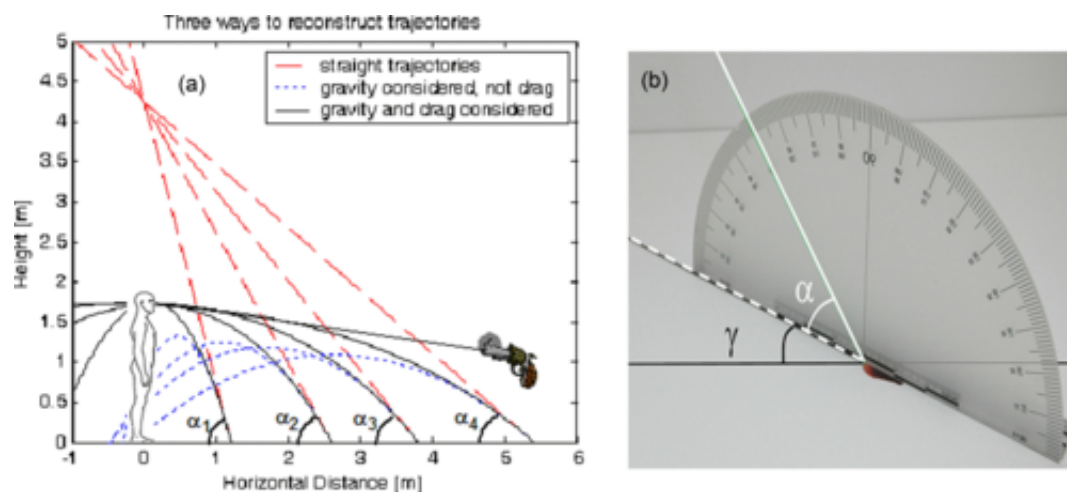 Three ways to reconstruct trajectories
(a)
straight trajectories
gravity considered, not drag
gravity and drag considered
5
4.5
4
3.5
3
2.5
2
1.5
1
0.5
0
Height [m]
α1
α2
α3
α4
-1 0 1 2 3 4 5 6
Horizontal Distance [m]
(b)
α
γ